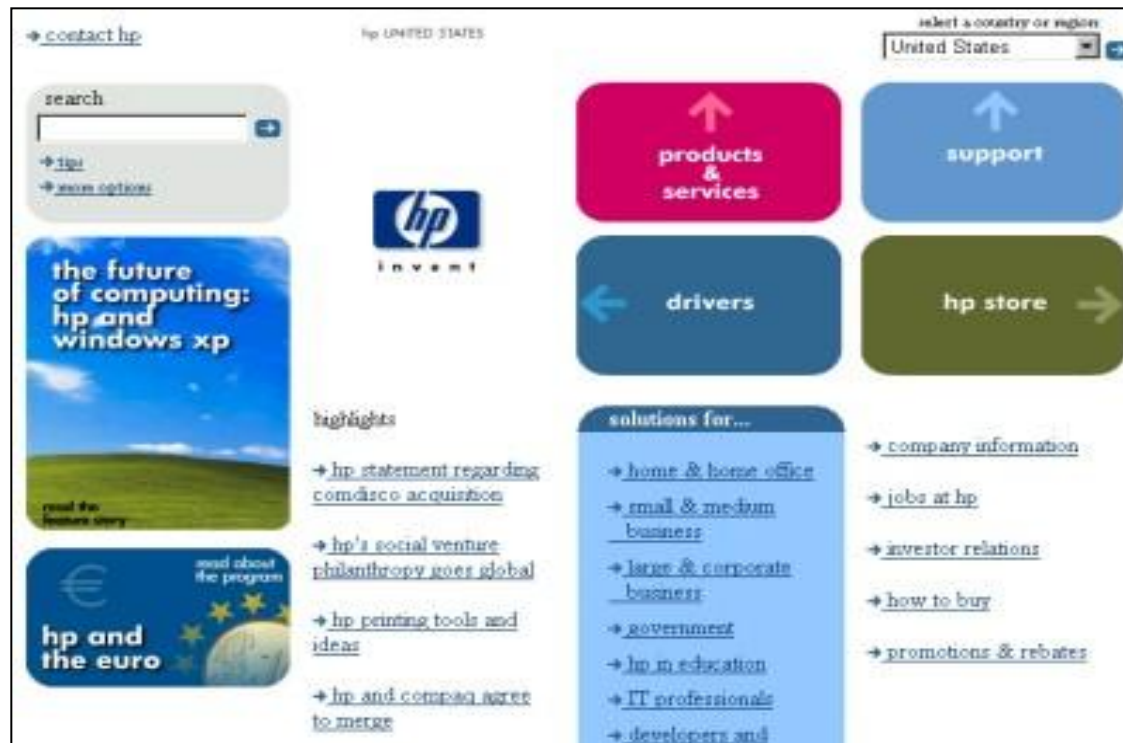 contact hp
hp UNITED STATES
select a country or region
United States
search
tips
more options
the future
of computing:
hp and
windows xp
read the
feature story
read about
the program
€
hp and
the euro
hp
invent
products
&
services
support
drivers
hp store
highlights
hp statement regarding
comdisco acquisition
hp's social venture
philanthropy goes global
hp printing tools and
ideas
hp and compaq agree
to merge
solutions for...
home & home office
small & medium
business
large & corporate
business
government
hp in education
IT professionals
developers and
company information
jobs at hp
investor relations
how to buy
promotions & rebates